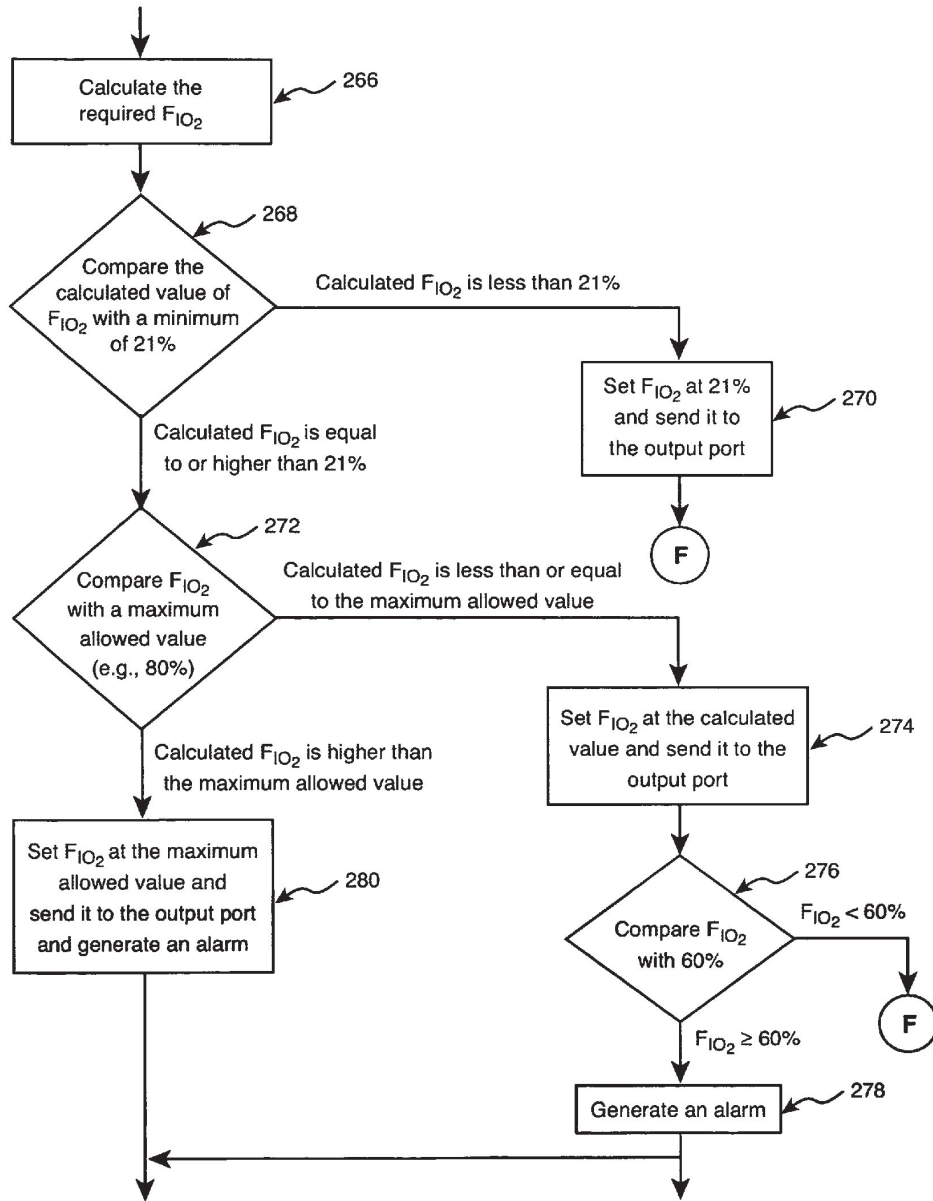 Calculate the
required FIO2
266
268
Compare the
calculated value of
FIO2 with a minimum
of 21%
Calculated FIO2 is less than 21%
Set FIO2 at 21%
and send it to
the output port
270
Calculated FIO2 is equal
to or higher than 21%
F
272
Compare FIO2
with a maximum
allowed value
(e.g., 80%)
Calculated FIO2 is less than or equal
to the maximum allowed value
Set FIO2 at the calculated
value and send it to the
output port
274
Calculated FIO2 is higher than
the maximum allowed value
Set FIO2 at the maximum
allowed value and
send it to the output port
and generate an alarm
280
276
Compare FIO2
with 60%
FIO2 < 60%
F
FIO2 ≥ 60%
Generate an alarm
278